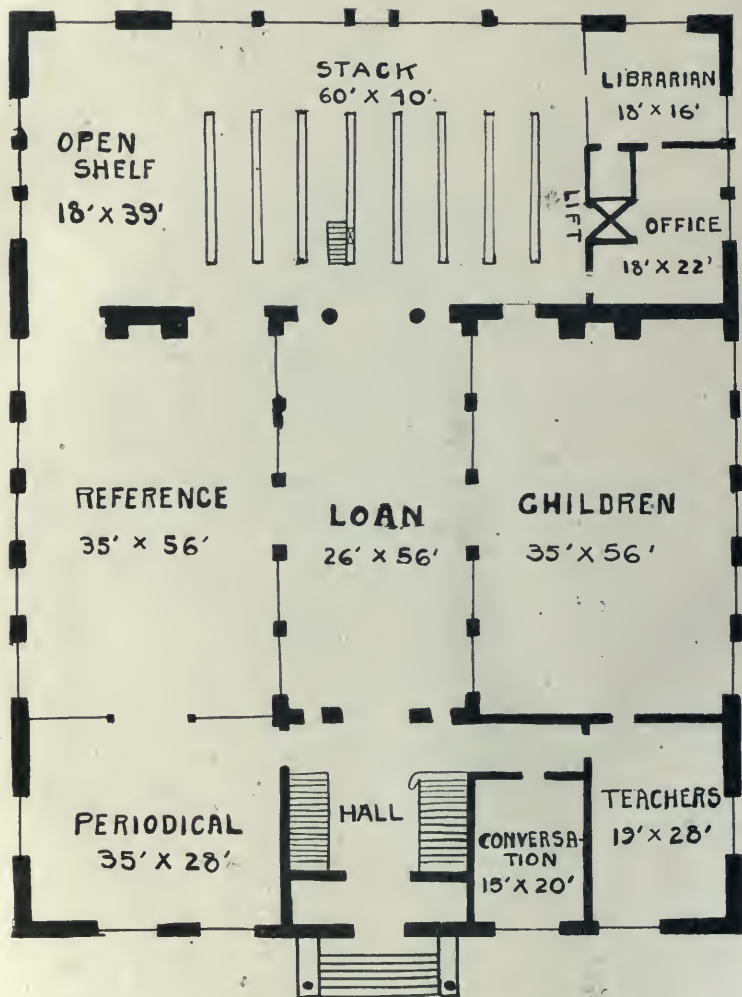 STACK
60' X 40'
LIBRARIAN
18' X 16'
OPEN
SHELF
18' X 39'
LIFT
OFFICE
18' X 22'
REFERENCE
35' X 56'
LOAN
26' X 56'
CHILDREN
35' X 56'
PERIODICAL
35' X 28'
HALL
CONVERSA-
TION
15' X 20'
TEACHERS
19' X 28'